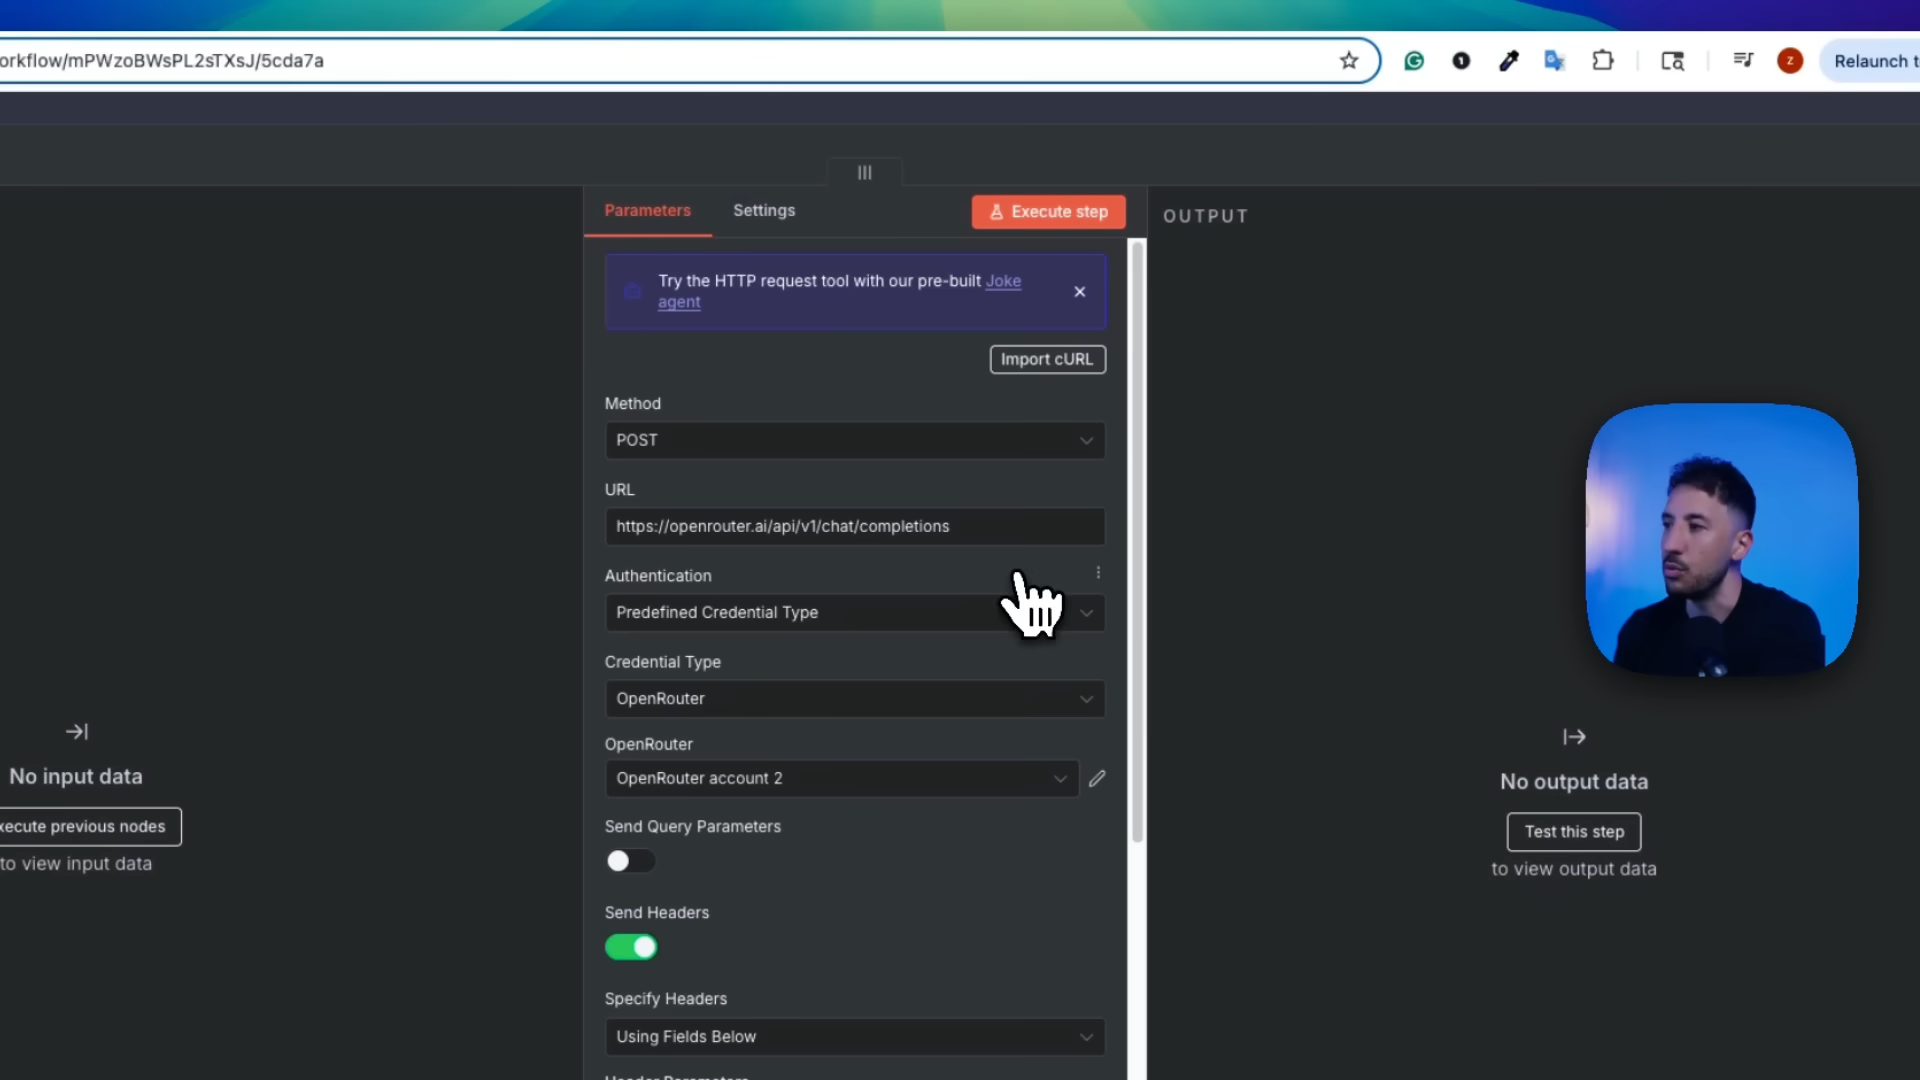 orkflow/mPWzoBWsPL2sTXsJ/5cda7a
Z
Relaunch t
Parameters
Settings
Execute step
OUTPUT
Try the HTTP request tool with our pre-built Joke
agent
Import cURL
Method
POST
URL
https://openrouter.ai/api/v1/chat/completions
Authentication
Predefined Credential Type
Credential Type
OpenRouter
OpenRouter
OpenRouter account 2
Send Query Parameters
Send Headers
Specify Headers
Using Fields Below
No input data
xecute previous nodes
to view input data
No output data
Test this step
to view output data